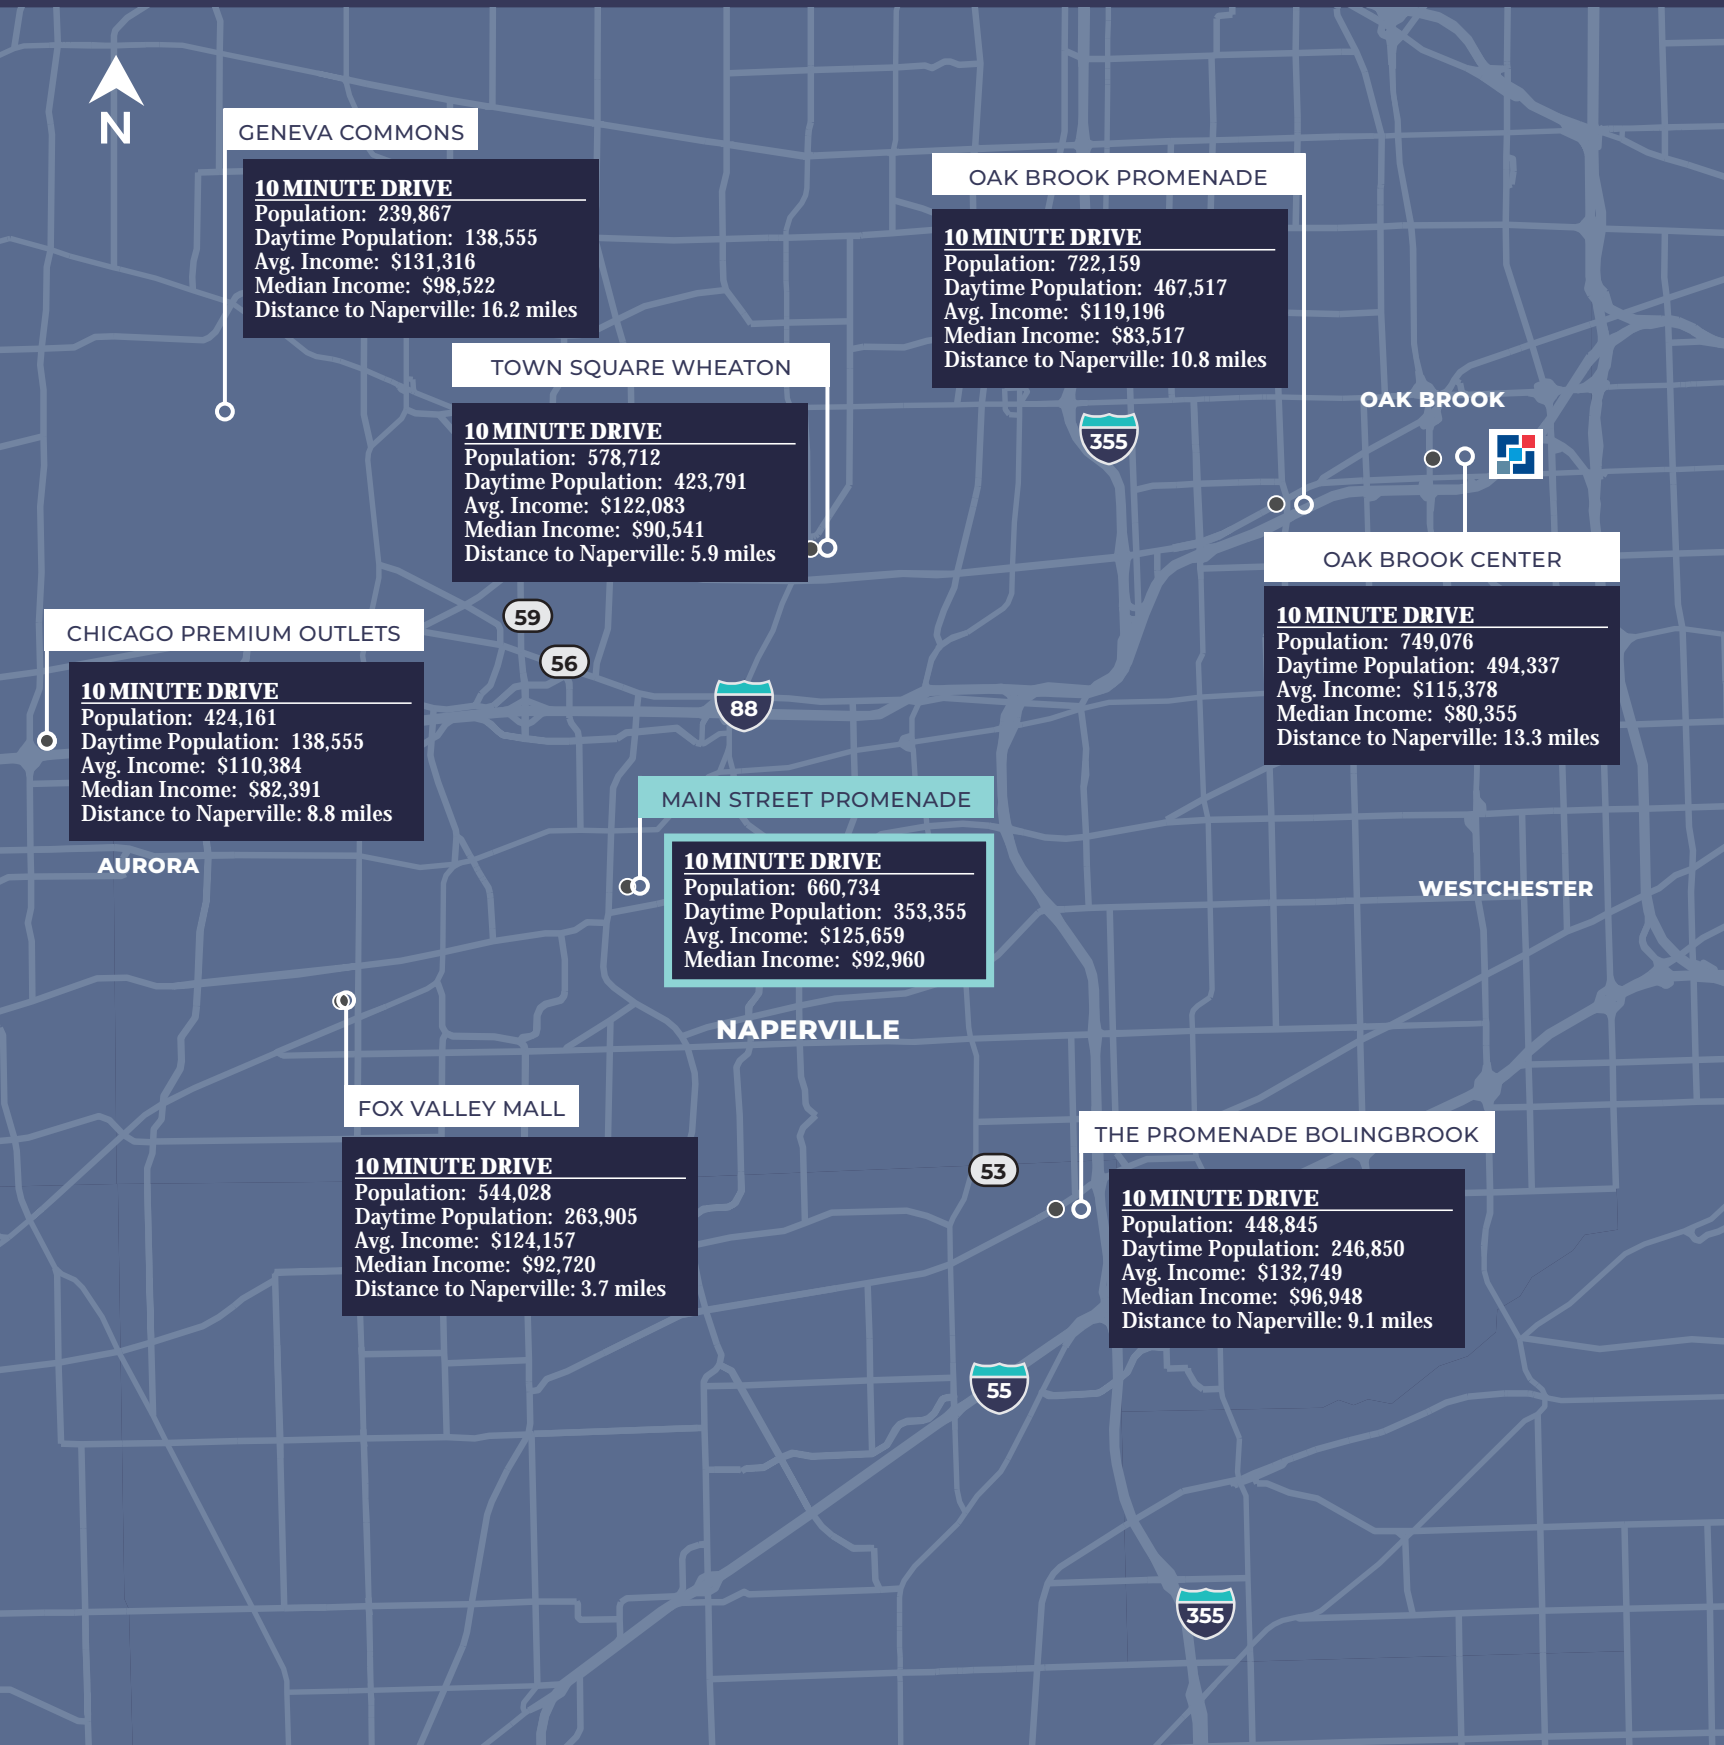 N
GENEVA COMMONS
10 MINUTE DRIVE
Population: 239,867
Daytime Population: 138,555
Avg. Income: $131,316
Median Income: $98,522
Distance to Naperville: 16.2 miles
OAK BROOK PROMENADE
10 MINUTE DRIVE
Population: 722,159
Daytime Population: 467,517
Avg. Income: $119,196
Median Income: $83,517
Distance to Naperville: 10.8 miles
TOWN SQUARE WHEATON
10 MINUTE DRIVE
Population: 578,712
Daytime Population: 423,791
Avg. Income: $122,083
Median Income: $90,541
Distance to Naperville: 5.9 miles
355
OAK BROOK
OAK BROOK CENTER
10 MINUTE DRIVE
Population: 749,076
Daytime Population: 494,337
Avg. Income: $115,378
Median Income: $80,355
Distance to Naperville: 13.3 miles
59
56
88
CHICAGO PREMIUM OUTLETS
10 MINUTE DRIVE
Population: 424,161
Daytime Population: 138,555
Avg. Income: $110,384
Median Income: $82,391
Distance to Naperville: 8.8 miles
AURORA
MAIN STREET PROMENADE
10 MINUTE DRIVE
Population: 660,734
Daytime Population: 353,355
Avg. Income: $125,659
Median Income: $92,960
WESTCHESTER
NAPERVILLE
FOX VALLEY MALL
10 MINUTE DRIVE
Population: 544,028
Daytime Population: 263,905
Avg. Income: $124,157
Median Income: $92,720
Distance to Naperville: 3.7 miles
53
THE PROMENADE BOLINGBROOK
10 MINUTE DRIVE
Population: 448,845
Daytime Population: 246,850
Avg. Income: $132,749
Median Income: $96,948
Distance to Naperville: 9.1 miles
55
355